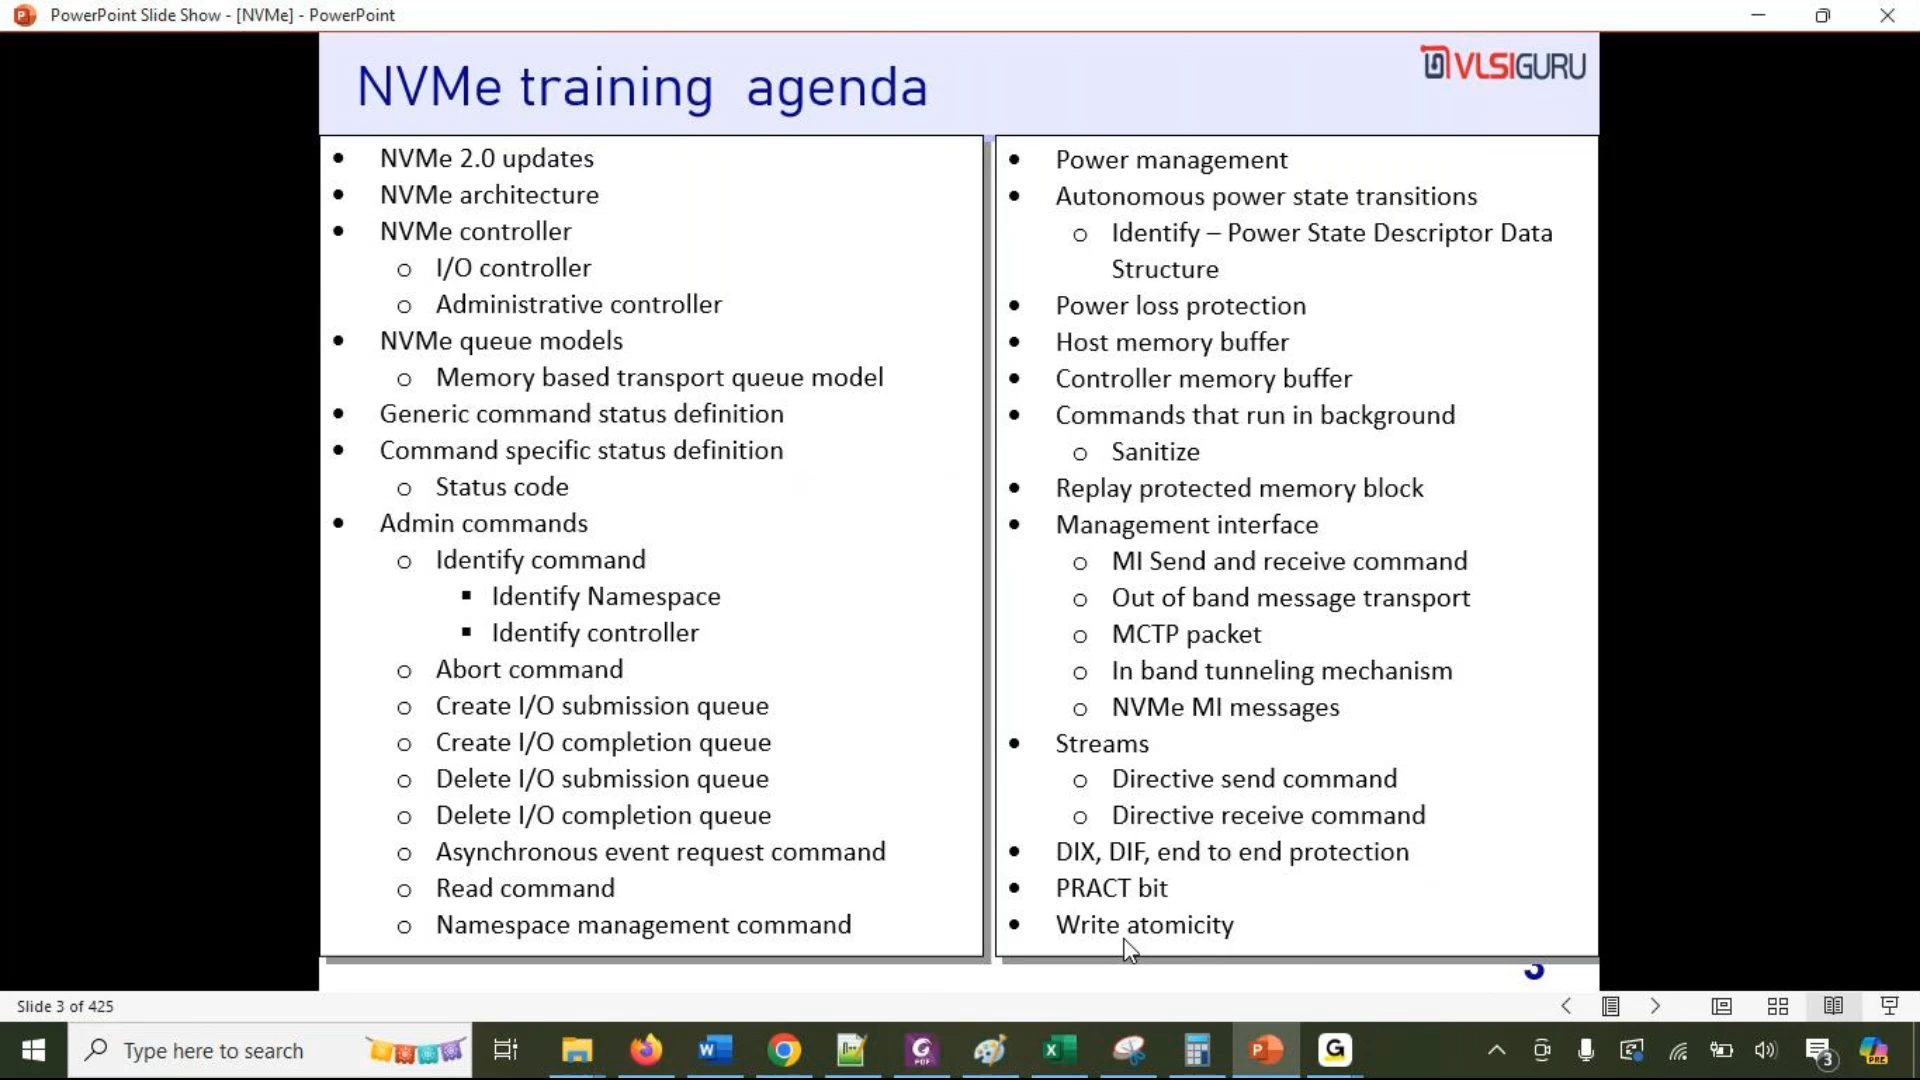 PowerPoint Slide Show - [NVMe] - PowerPoint
NVMe training agenda
VLSIGURU
• NVMe 2.0 updates
• NVMe architecture
• NVMe controller
o I/O controller
o Administrative controller
• NVMe queue models
o Memory based transport queue model
• Generic command status definition
• Command specific status definition
o Status code
• Admin commands
o Identify command
▪ Identify Namespace
▪ Identify controller
o Abort command
o Create I/O submission queue
o Create I/O completion queue
o Delete I/O submission queue
o Delete I/O completion queue
o Asynchronous event request command
o Read command
o Namespace management command
• Power management
• Autonomous power state transitions
o Identify – Power State Descriptor Data
Structure
• Power loss protection
• Host memory buffer
• Controller memory buffer
• Commands that run in background
o Sanitize
• Replay protected memory block
• Management interface
o MI Send and receive command
o Out of band message transport
o MCTP packet
o In band tunneling mechanism
o NVMe MI messages
• Streams
o Directive send command
o Directive receive command
• DIX, DIF, end to end protection
• PRACT bit
• Write atomicity
3
Slide 3 of 425
Type here to search
3